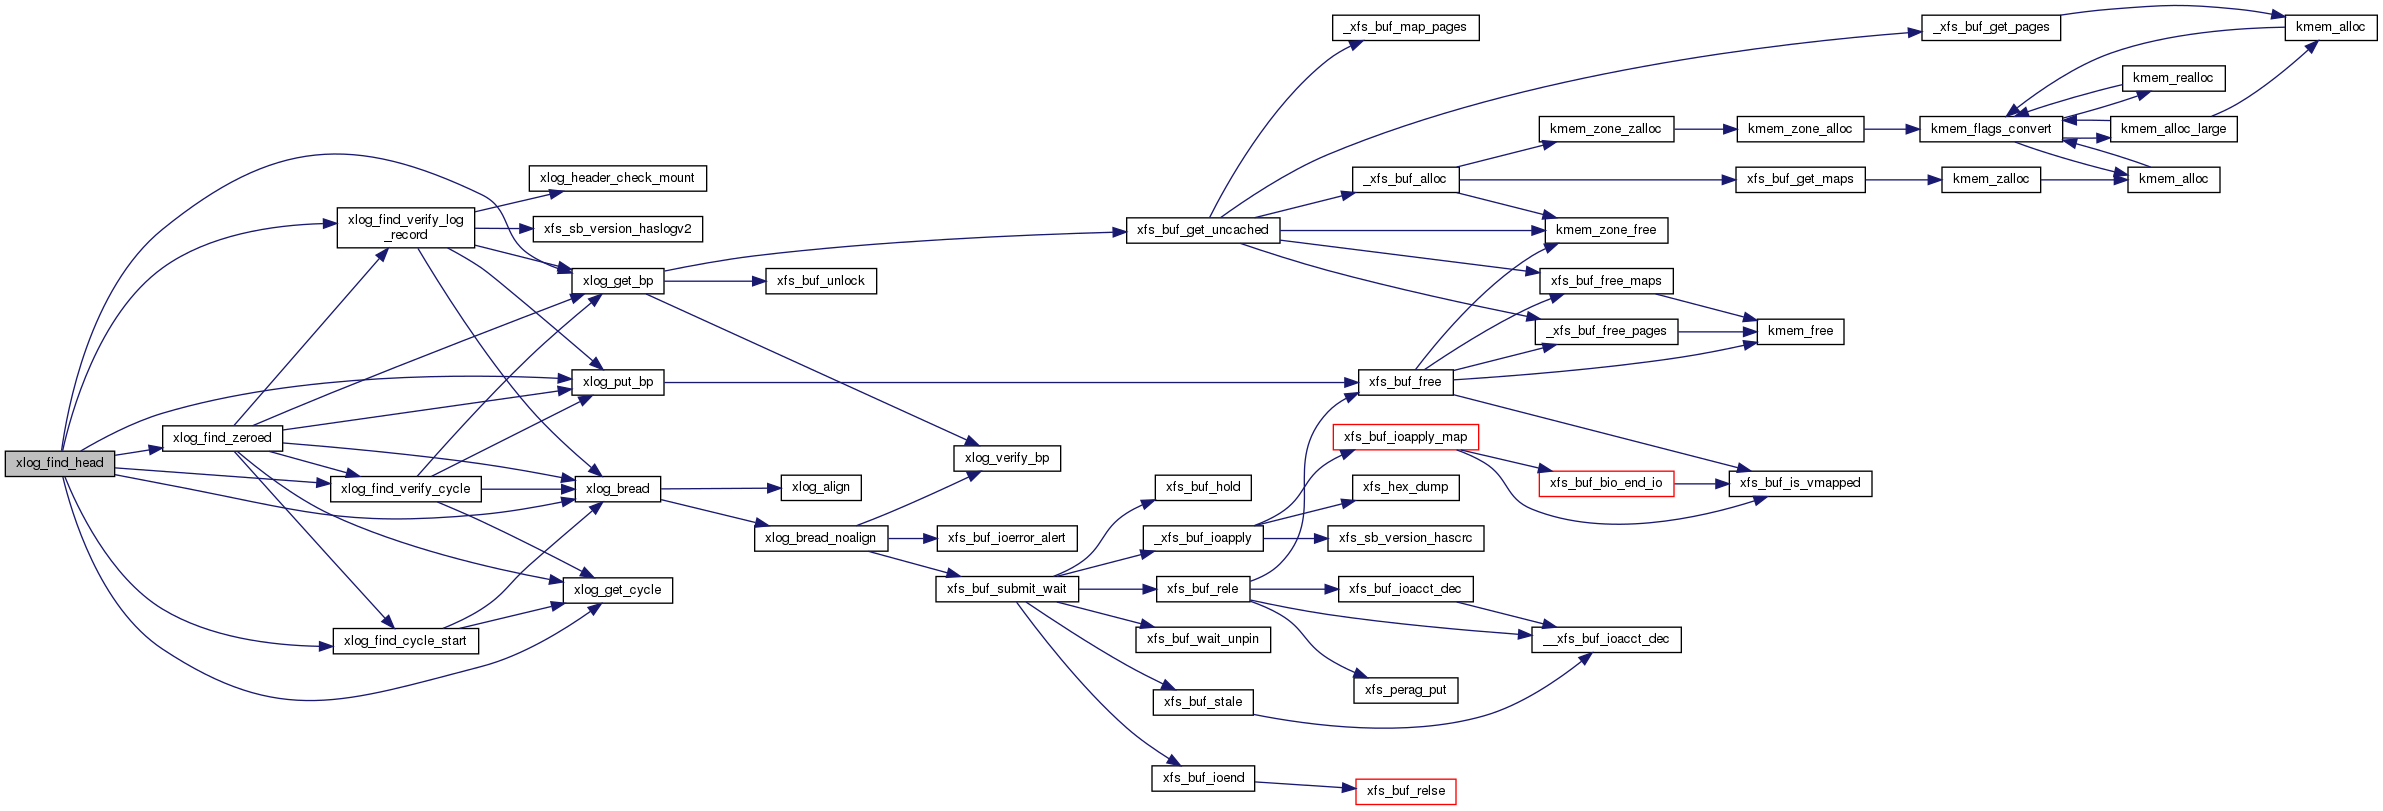 _xfs_buf_map_pages
_xfs_buf_get_pages
kmem_alloc
kmem_realloc
kmem_zone_zalloc
kmem_zone_alloc
kmem_flags_convert
kmem_alloc_large
xlog_header_check_mount
_xfs_buf_alloc
xfs_buf_get_maps
kmem_zalloc
kmem_alloc
xlog_find_verify_log
_record
xfs_sb_version_haslogv2
xfs_buf_get_uncached
kmem_zone_free
xlog_get_bp
xfs_buf_unlock
xfs_buf_free_maps
_xfs_buf_free_pages
kmem_free
xlog_put_bp
xfs_buf_free
xlog_find_zeroed
xfs_buf_ioapply_map
xlog_find_head
xlog_verify_bp
xlog_find_verify_cycle
xlog_bread
xlog_align
xfs_buf_hold
xfs_hex_dump
xfs_buf_bio_end_io
xfs_buf_is_vmapped
xlog_bread_noalign
xfs_buf_ioerror_alert
_xfs_buf_ioapply
xfs_sb_version_hascrc
xlog_get_cycle
xfs_buf_submit_wait
xfs_buf_rele
xfs_buf_ioacct_dec
xlog_find_cycle_start
xfs_buf_wait_unpin
__xfs_buf_ioacct_dec
xfs_perag_put
xfs_buf_stale
xfs_buf_ioend
xfs_buf_relse